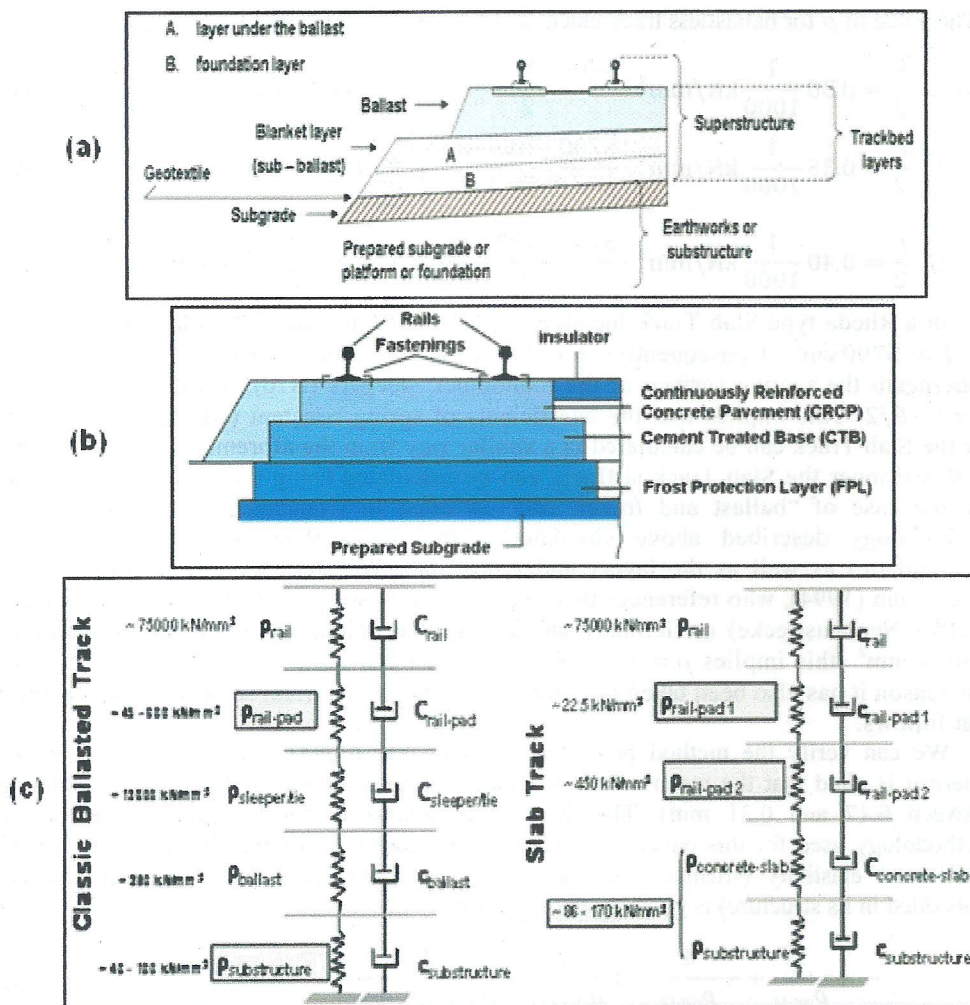 A. layer under the ballast
B. foundation layer
Ballast
Blanket layer
(sub – ballast)
Geotextile
Subgrade
A
B
Superstructure
Trackbed
layers
Earthworks or
substructure
Prepared subgrade or
platform or foundation
(a)
Rails
Fastenings
insulator
Continuously Reinforced
Concrete Pavement (CRCP)
Cement Treated Base (CTB)
Frost Protection Layer (FPL)
Prepared Subgrade
(b)
(c)
Classic Ballasted Track
~ 75000 kN/mm²
ρrail
Crail
ρrail-pad
Crail-pad
ρsleeper/tie
Csleeper/tie
ρballast
Cballast
ρsubstructure
Csubstructure
Slab Track
~ 75000 kN/mm²
ρrail
Crail
~ 22.5 kN/mm²
ρrail-pad 1
Crail-pad 1
~ 450 kN/mm²
ρrail-pad 2
Crail-pad 2
ρconcrete-slab
Cconcrete-slab
~ 86 - 170 kN/mm²
ρsubstructure
Csubstructure